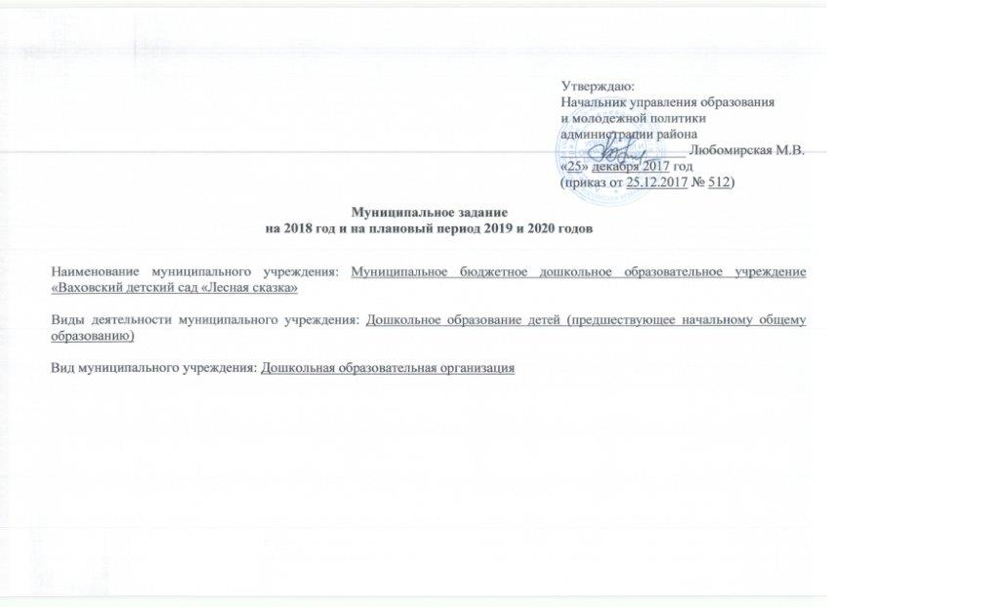 Утверждаю:
Начальник управления образования
и молодежной политики
администрации района
__________________ Любомирская М.В.
«25» декабря 2017 год
(приказ от 25.12.2017 № 512)
Муниципальное задание
на 2018 год и на плановый период 2019 и 2020 годов
Наименование муниципального учреждения: Муниципальное бюджетное дошкольное образовательное учреждение
«Ваховский детский сад «Лесная сказка»
Виды деятельности муниципального учреждения: Дошкольное образование детей (предшествующее начальному общему
образованию)
Вид муниципального учреждения: Дошкольная образовательная организация